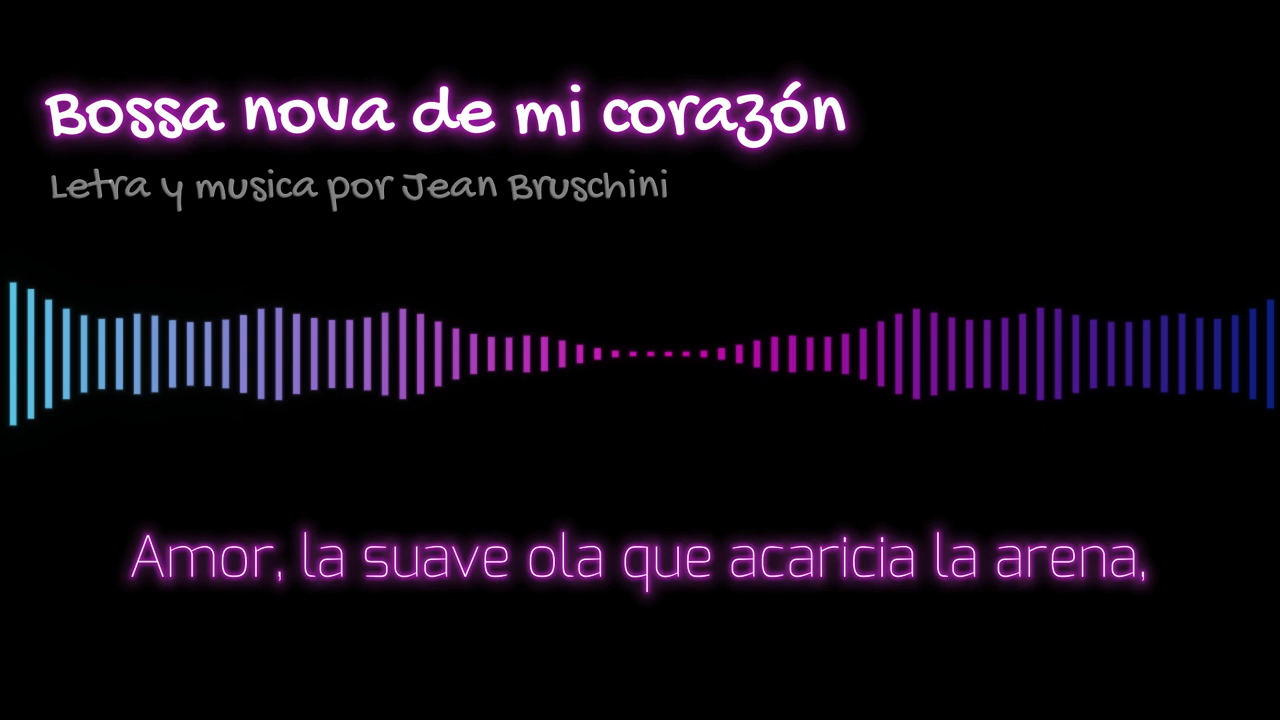 Bossa nova de mi corazón
Letra y musica por Jean Bruschini
Amor, la suave ola que acaricia la arena,